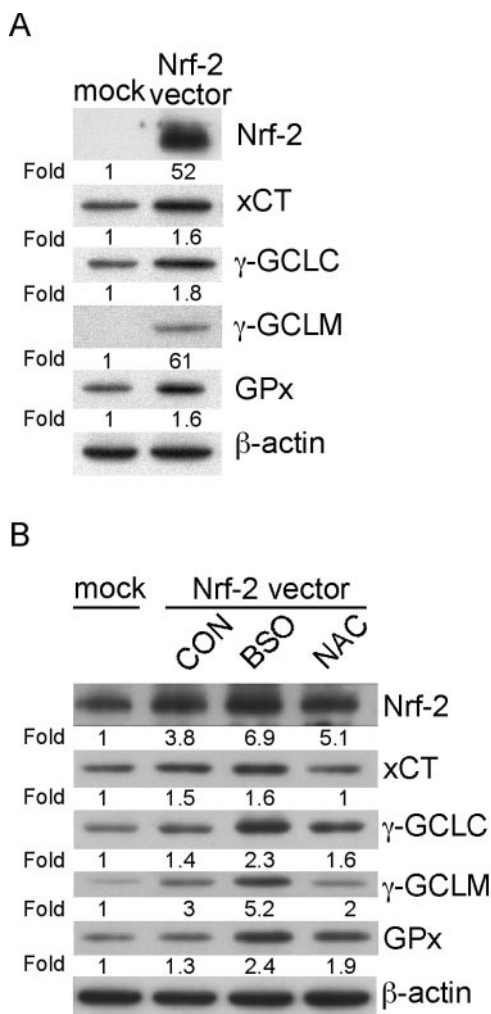 A
mock Nrf-2 vector
Nrf-2
Fold 1 52
xCT
Fold 1 1.6
γ-GCLC
Fold 1 1.8
γ-GCLM
Fold 1 61
GPx
Fold 1 1.6
β-actin
B
mock Nrf-2 vector
CON BSO NAC
Nrf-2
Fold 1 3.8 6.9 5.1
xCT
Fold 1 1.5 1.6 1
γ-GCLC
Fold 1 1.4 2.3 1.6
γ-GCLM
Fold 1 3 5.2 2
GPx
Fold 1 1.3 2.4 1.9
β-actin